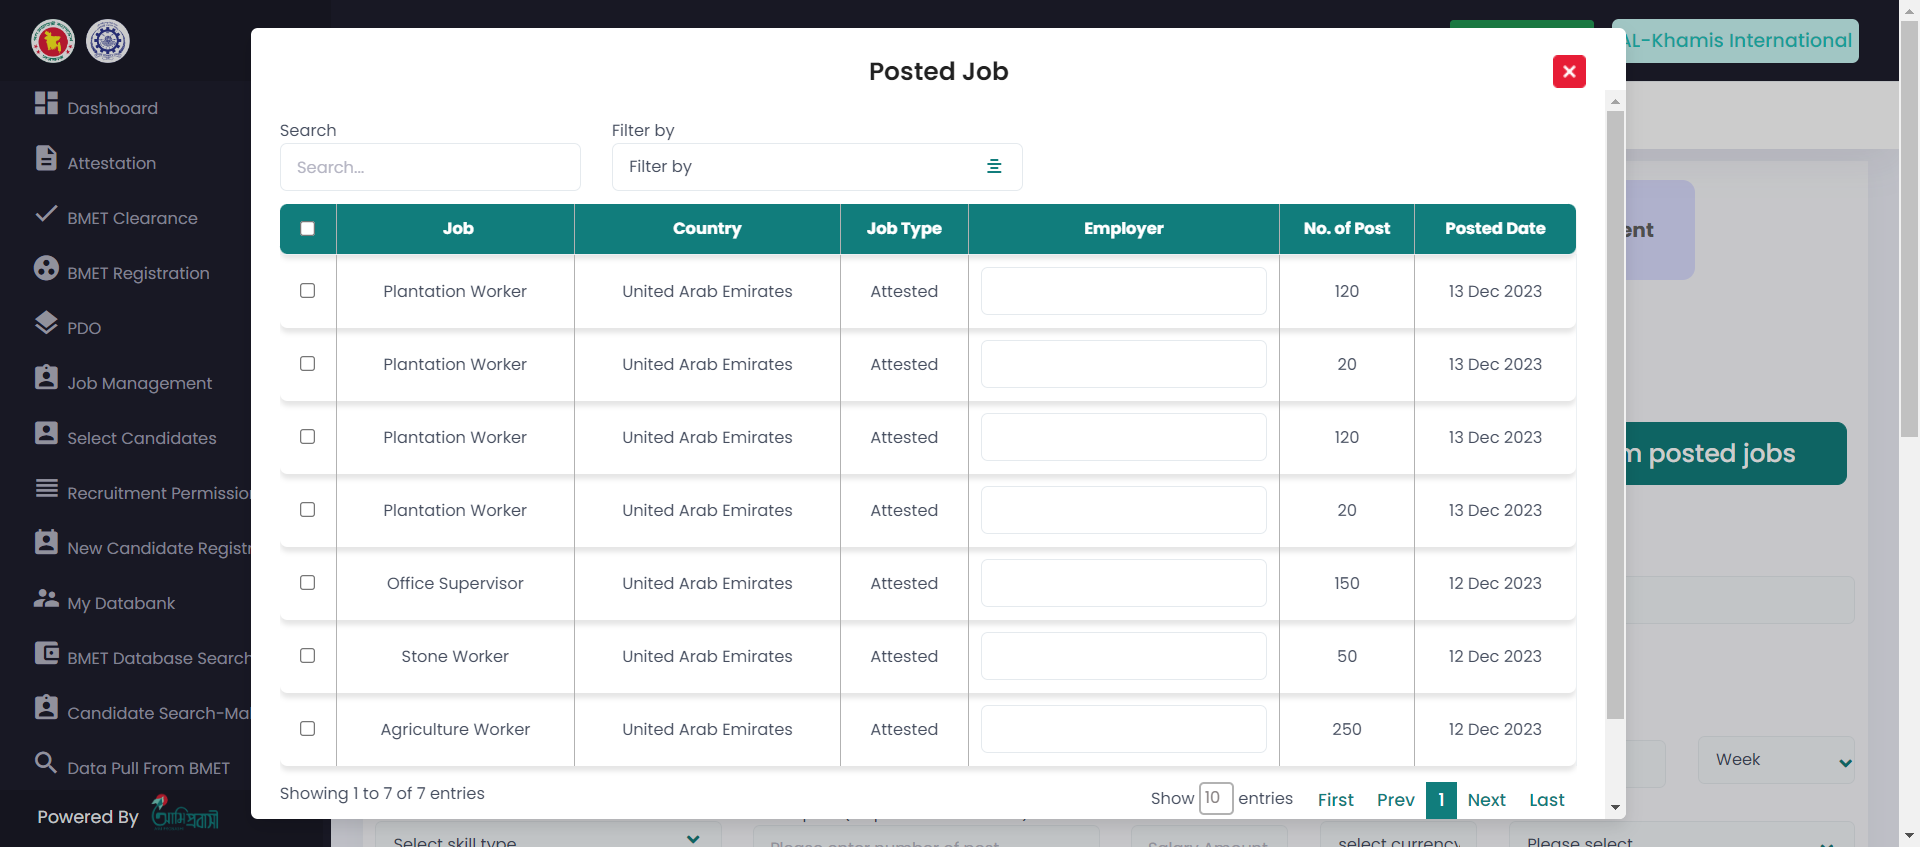 AL-Khamis International
Dashboard
Attestation
BMET Clearance
BMET Registration
PDO
Job Management
Select Candidates
Recruitment Permission
New Candidate Registr
My Databank
BMET Database Search
Candidate Search-Ma
Data Pull From BMET
Powered By আমি প্রবাসী
Posted Job
Search
Filter by
Search...
Filter by
Job Country Job Type Employer No. of Post Posted Date
Plantation Worker United Arab Emirates Attested 120 13 Dec 2023
Plantation Worker United Arab Emirates Attested 20 13 Dec 2023
Plantation Worker United Arab Emirates Attested 120 13 Dec 2023
Plantation Worker United Arab Emirates Attested 20 13 Dec 2023
Office Supervisor United Arab Emirates Attested 150 12 Dec 2023
Stone Worker United Arab Emirates Attested 50 12 Dec 2023
Agriculture Worker United Arab Emirates Attested 250 12 Dec 2023
Showing 1 to 7 of 7 entries
Show 10 entries First Prev 1 Next Last
ent
m posted jobs
Week
Select skill type
Please enter number of post
Salary Amount
select currency
Please select